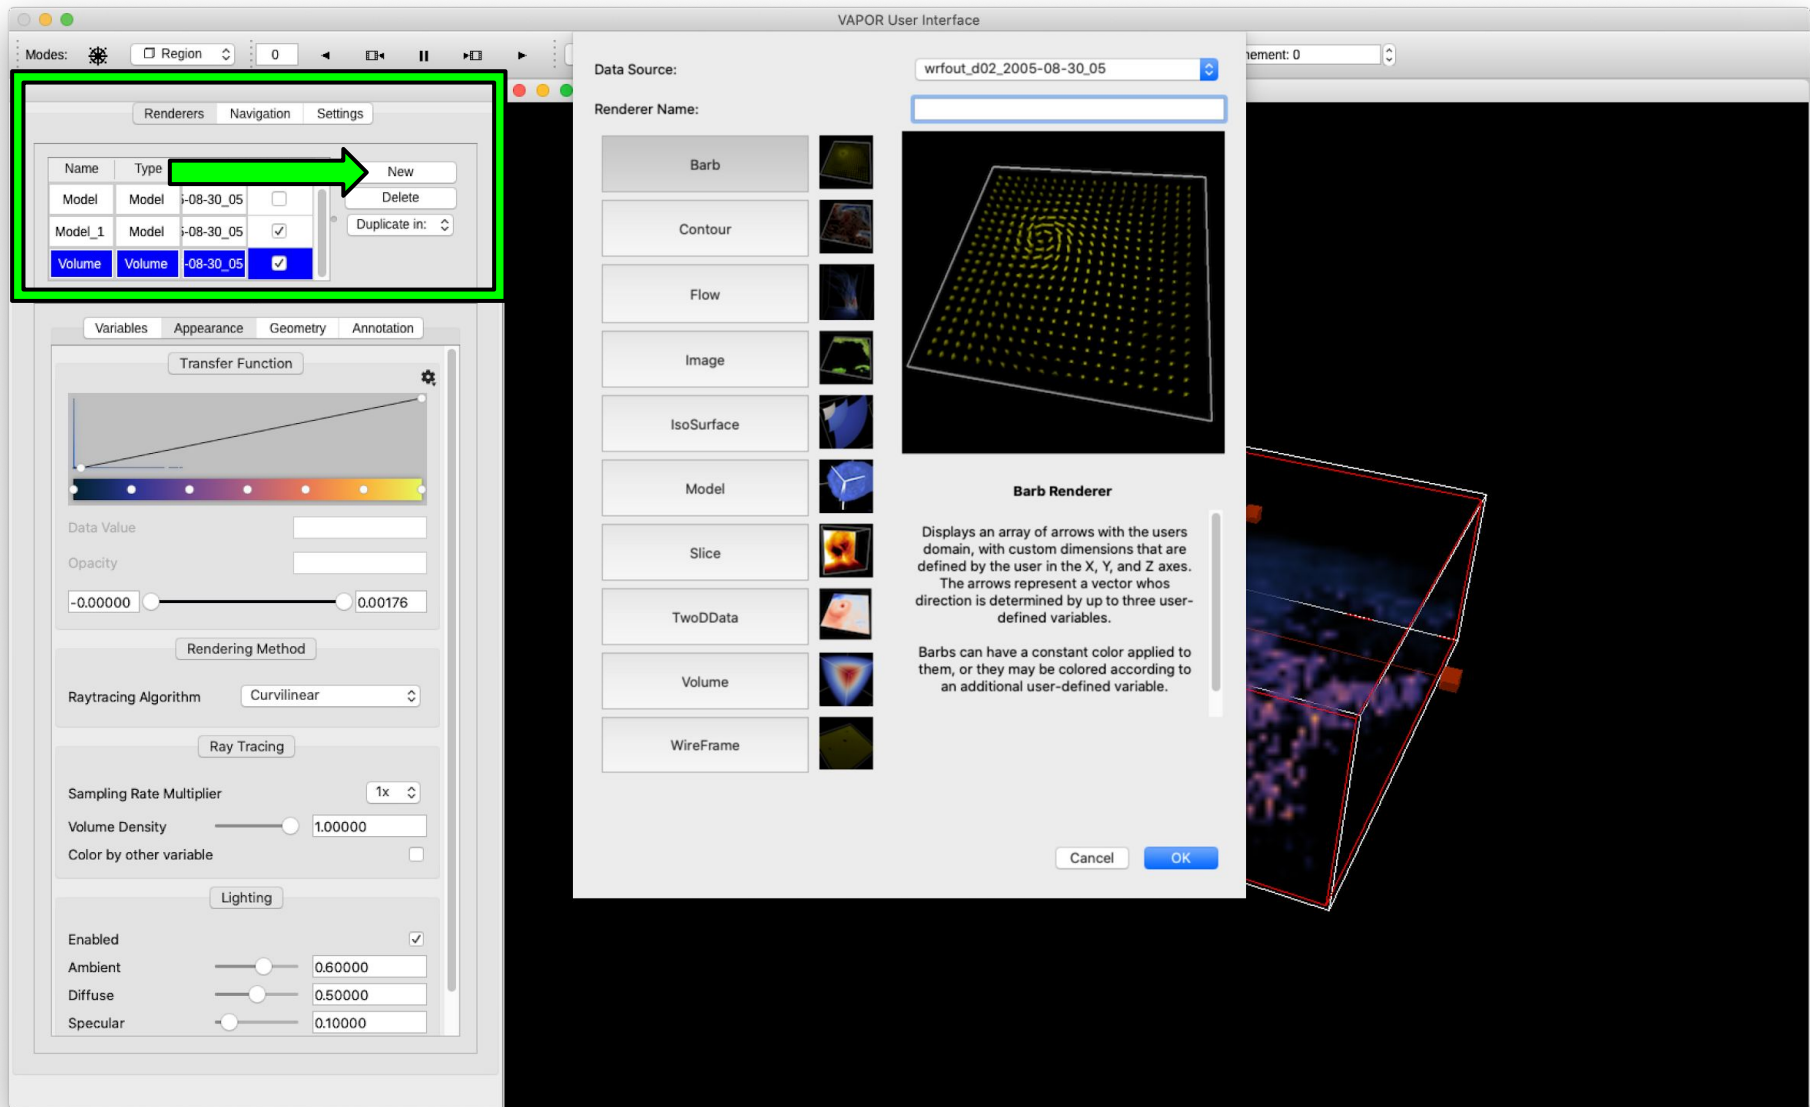 VAPOR User Interface
Modes: Region 0
nement: 0
Renderers Navigation Settings
Name Type
New
Model Model i-08-30_05
Delete
Model_1 Model i-08-30_05
Duplicate in:
Volume Volume -08-30_05
Variables Appearance Geometry Annotation
Transfer Function
Data Value
Opacity
-0.00000 0.00176
Rendering Method
Raytracing Algorithm Curvilinear
Ray Tracing
Sampling Rate Multiplier 1x
Volume Density 1.00000
Color by other variable
Lighting
Enabled
Ambient 0.60000
Diffuse 0.50000
Specular 0.10000
Data Source: wrfout_d02_2005-08-30_05
Renderer Name:
Barb
Contour
Flow
Image
IsoSurface
Model
Slice
TwoDData
Volume
WireFrame
Barb Renderer
Displays an array of arrows with the users
domain, with custom dimensions that are
defined by the user in the X, Y, and Z axes.
The arrows represent a vector whos
direction is determined by up to three user-
defined variables.
Barbs can have a constant color applied to
them, or they may be colored according to
an additional user-defined variable.
Cancel OK